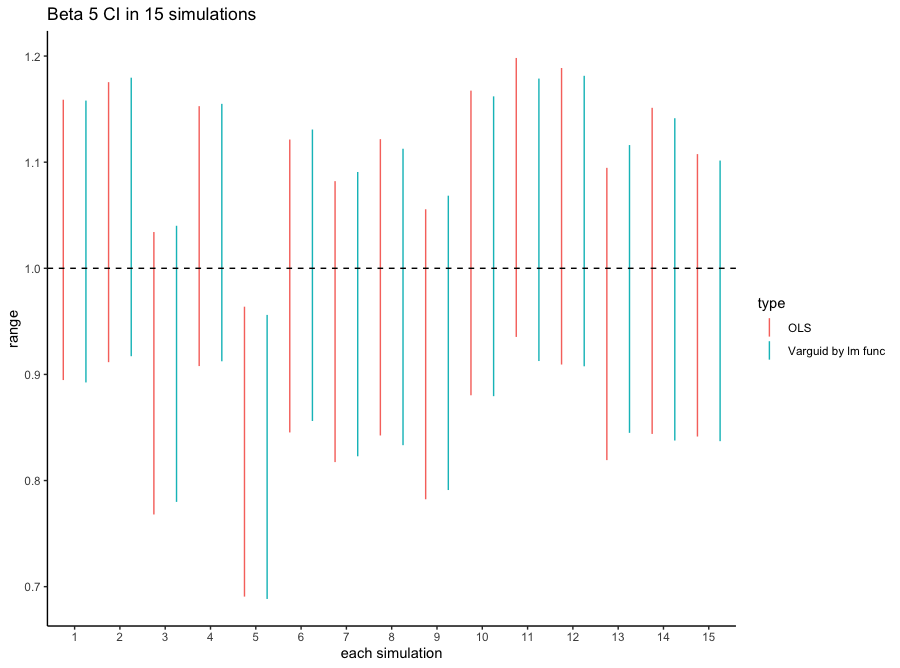 Beta 5 CI in 15 simulations
range
1.2
1.1
1.0
0.9
0.8
0.7
1 2 3 4 5 6 7 8 9 10 11 12 13 14 15
each simulation
type
OLS
Varguid by lm func